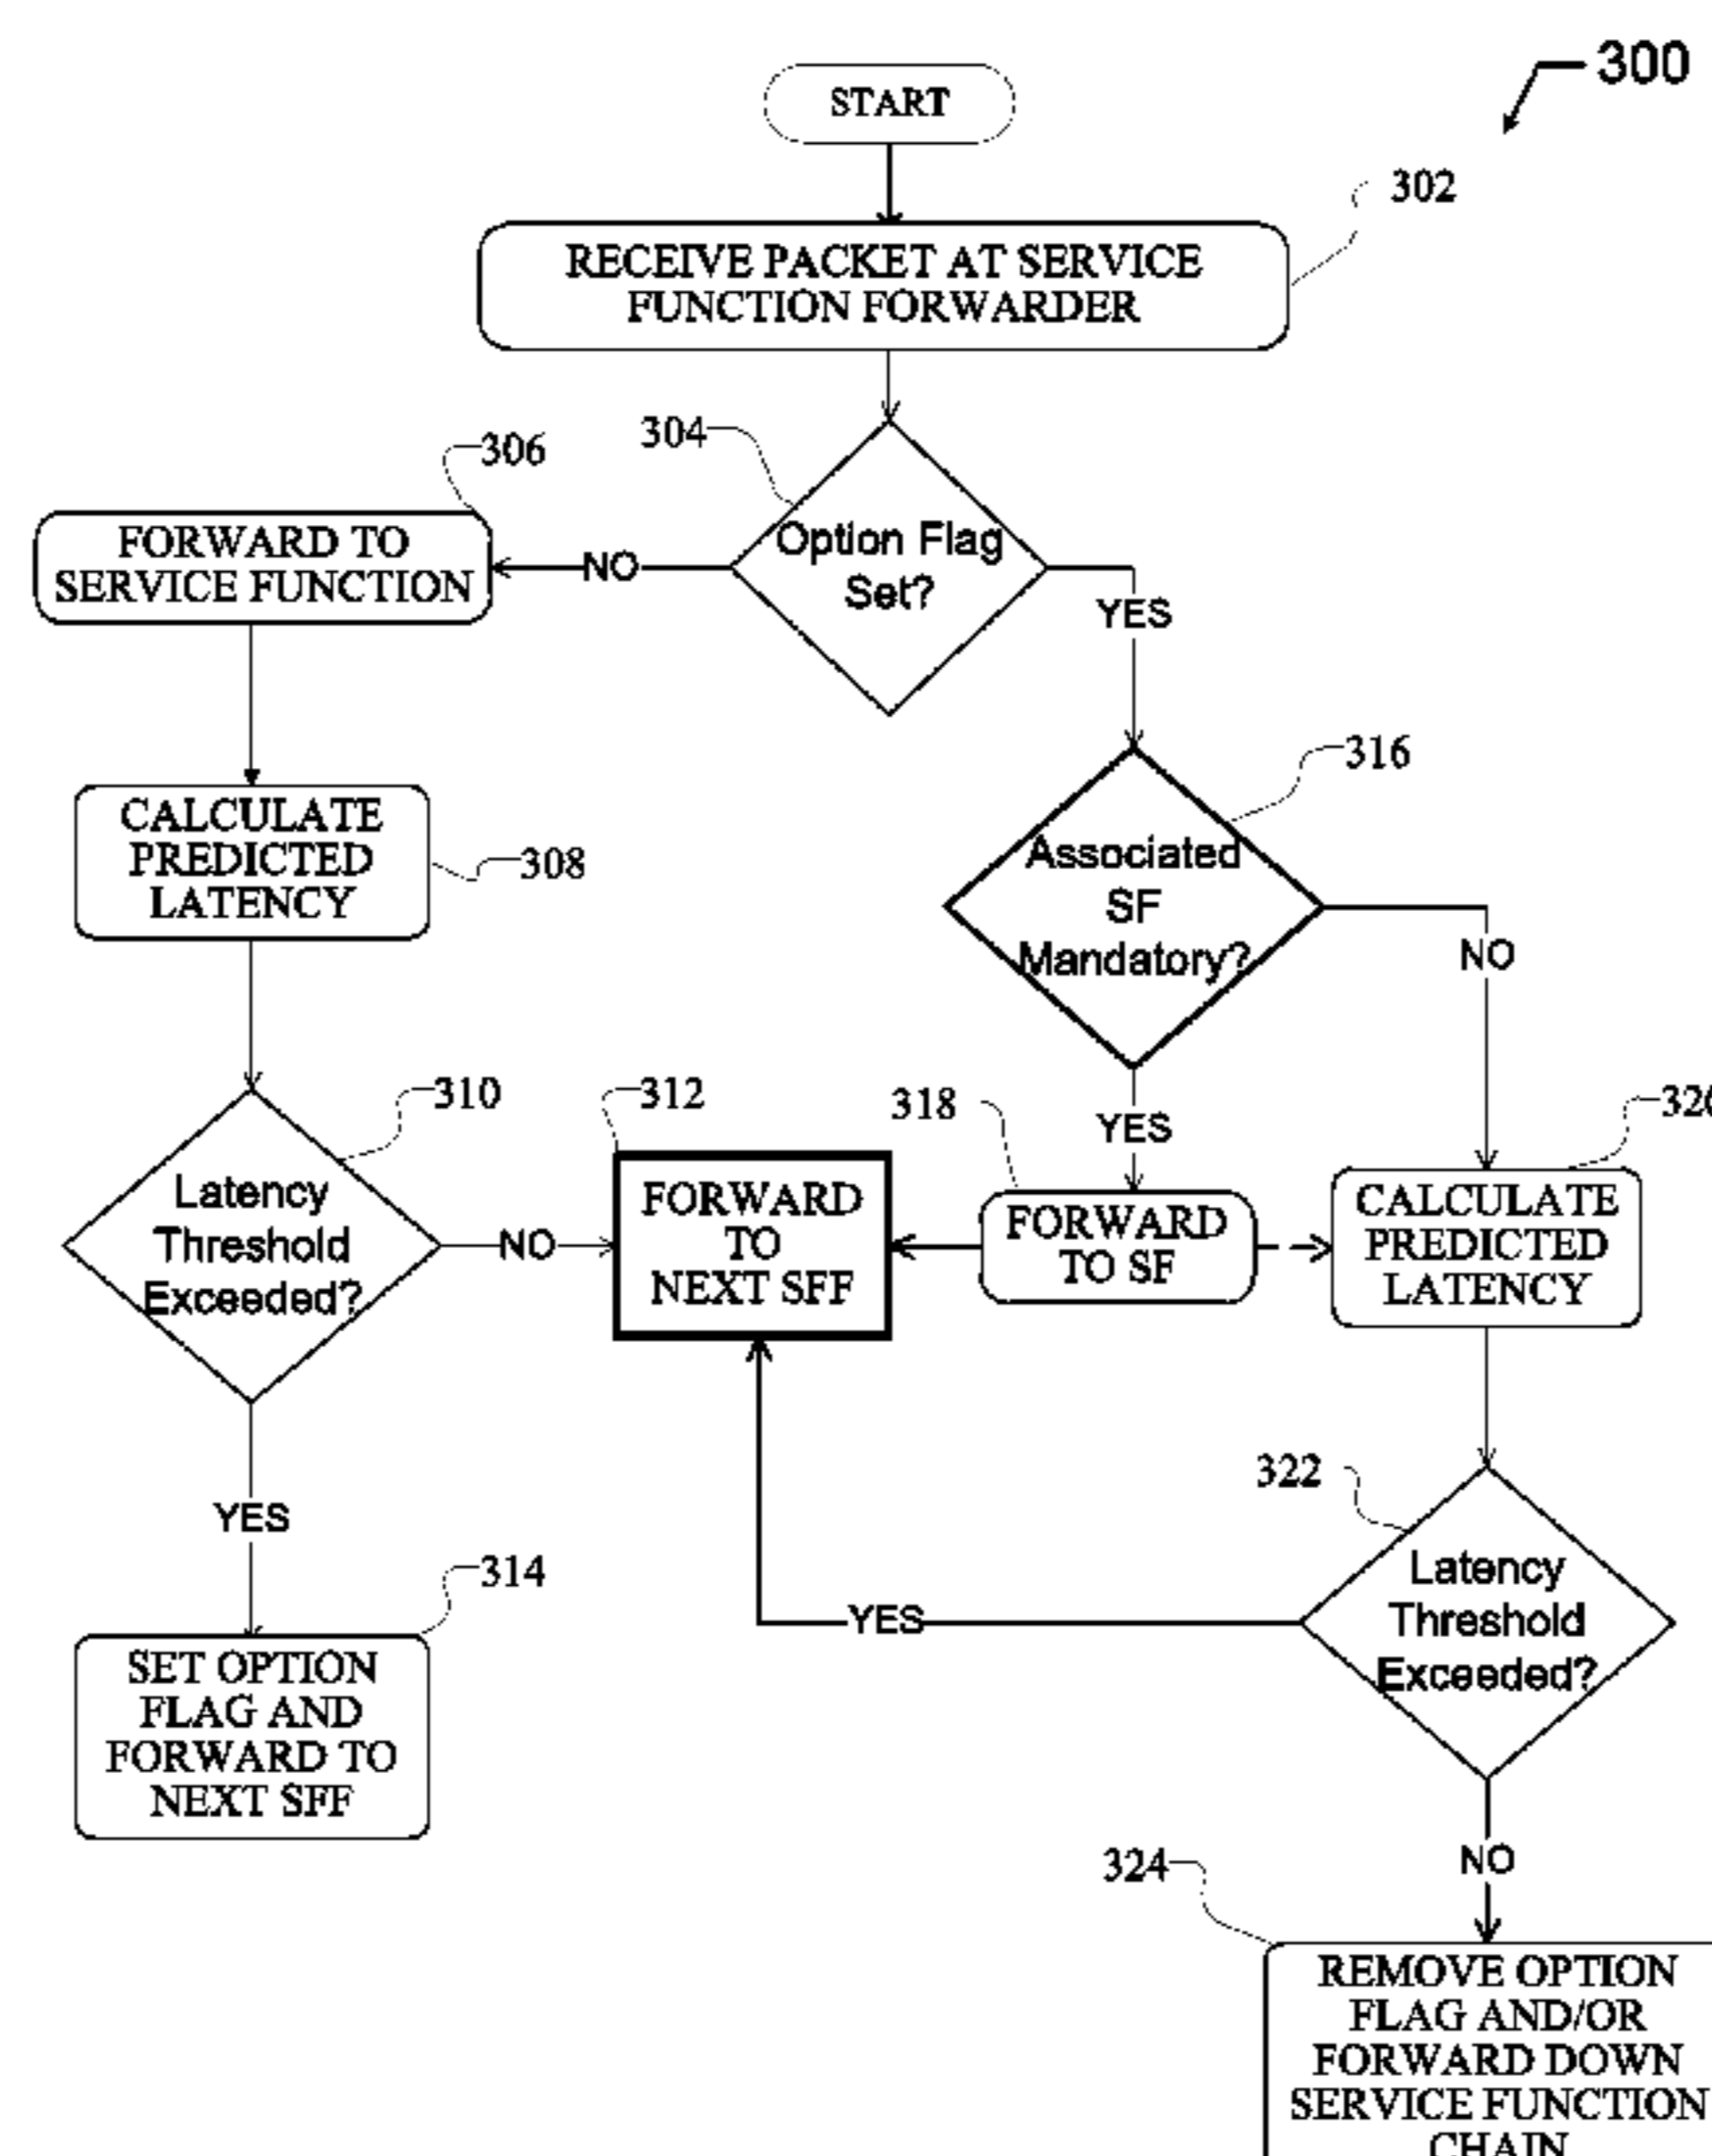 300
START
302
RECEIVE PACKET AT SERVICE
FUNCTION FORWARDER
304
306
Option Flag
Set?
FORWARD TO
SERVICE FUNCTION
NO
YES
316
CALCULATE
PREDICTED
LATENCY
308
Associated
SF
Mandatory?
NO
310
312
318
YES
Latency
Threshold
Exceeded?
NO
FORWARD
TO
NEXT SFF
FORWARD
TO SF
CALCULATE
PREDICTED
LATENCY
322
YES
314
Latency
Threshold
Exceeded?
YES
SET OPTION
FLAG AND
FORWARD TO
NEXT SFF
NO
324
REMOVE OPTION
FLAG AND/OR
FORWARD DOWN
SERVICE FUNCTION
CHAIN